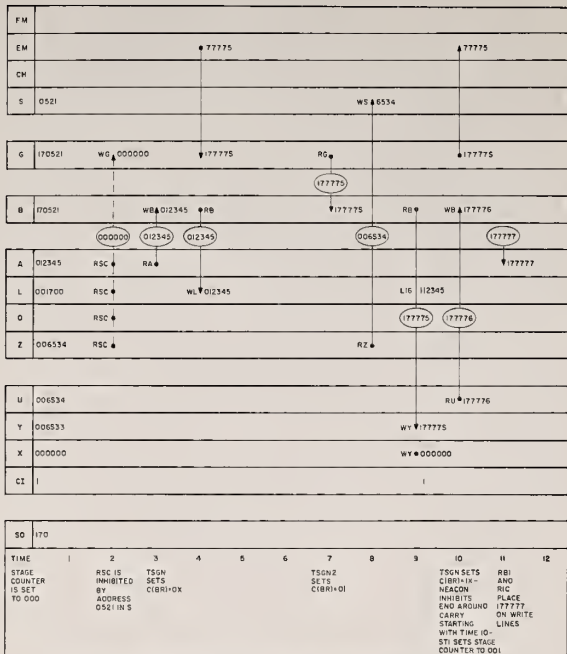 FM
EM 77775 77775
CH
S 0521 WS 6534
G 170521 WG 000000 177775 RG 177775
177775
B 170521 WB 012345 RB 177775 RB WB 177776
000000 012345 012345 006534 177777
A 012345 RSC RA 177777
L 001700 RSC WL 012345 L16 112345
Q RSC 177775 177776
Z 006534 RSC RZ
U 006534 RU 177776
Y 006533 WY 177775
X 000000 WY 000000
CI 1 1
SQ 170
TIME 1 2 3 4 5 6 7 8 9 10 11 12
STAGE COUNTER IS SET TO 000
RSC IS INHIBITED BY ADDRESS 0521 IN S
TSGN SETS C(BR)=0X
TSGN2 SETS C(BR)=01
TSGN SETS C(BR)=1X- NEACON INHIBITS END AROUND CARRY STARTING WITH TIME 10- ST1 SETS STAGE COUNTER TO 001
RB1 AND R1C PLACE 177777 ON WRITE LINES